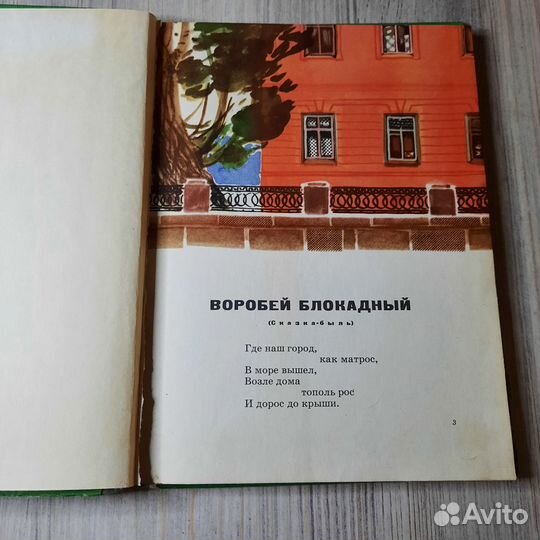 ВОРОБЕЙ БЛОКАДНЫЙ
(Сказка-быль)
Где наш город,
как матрос,
В море вышел,
Возле дома
тополь рос
И дорос до крыши.
3
Avito